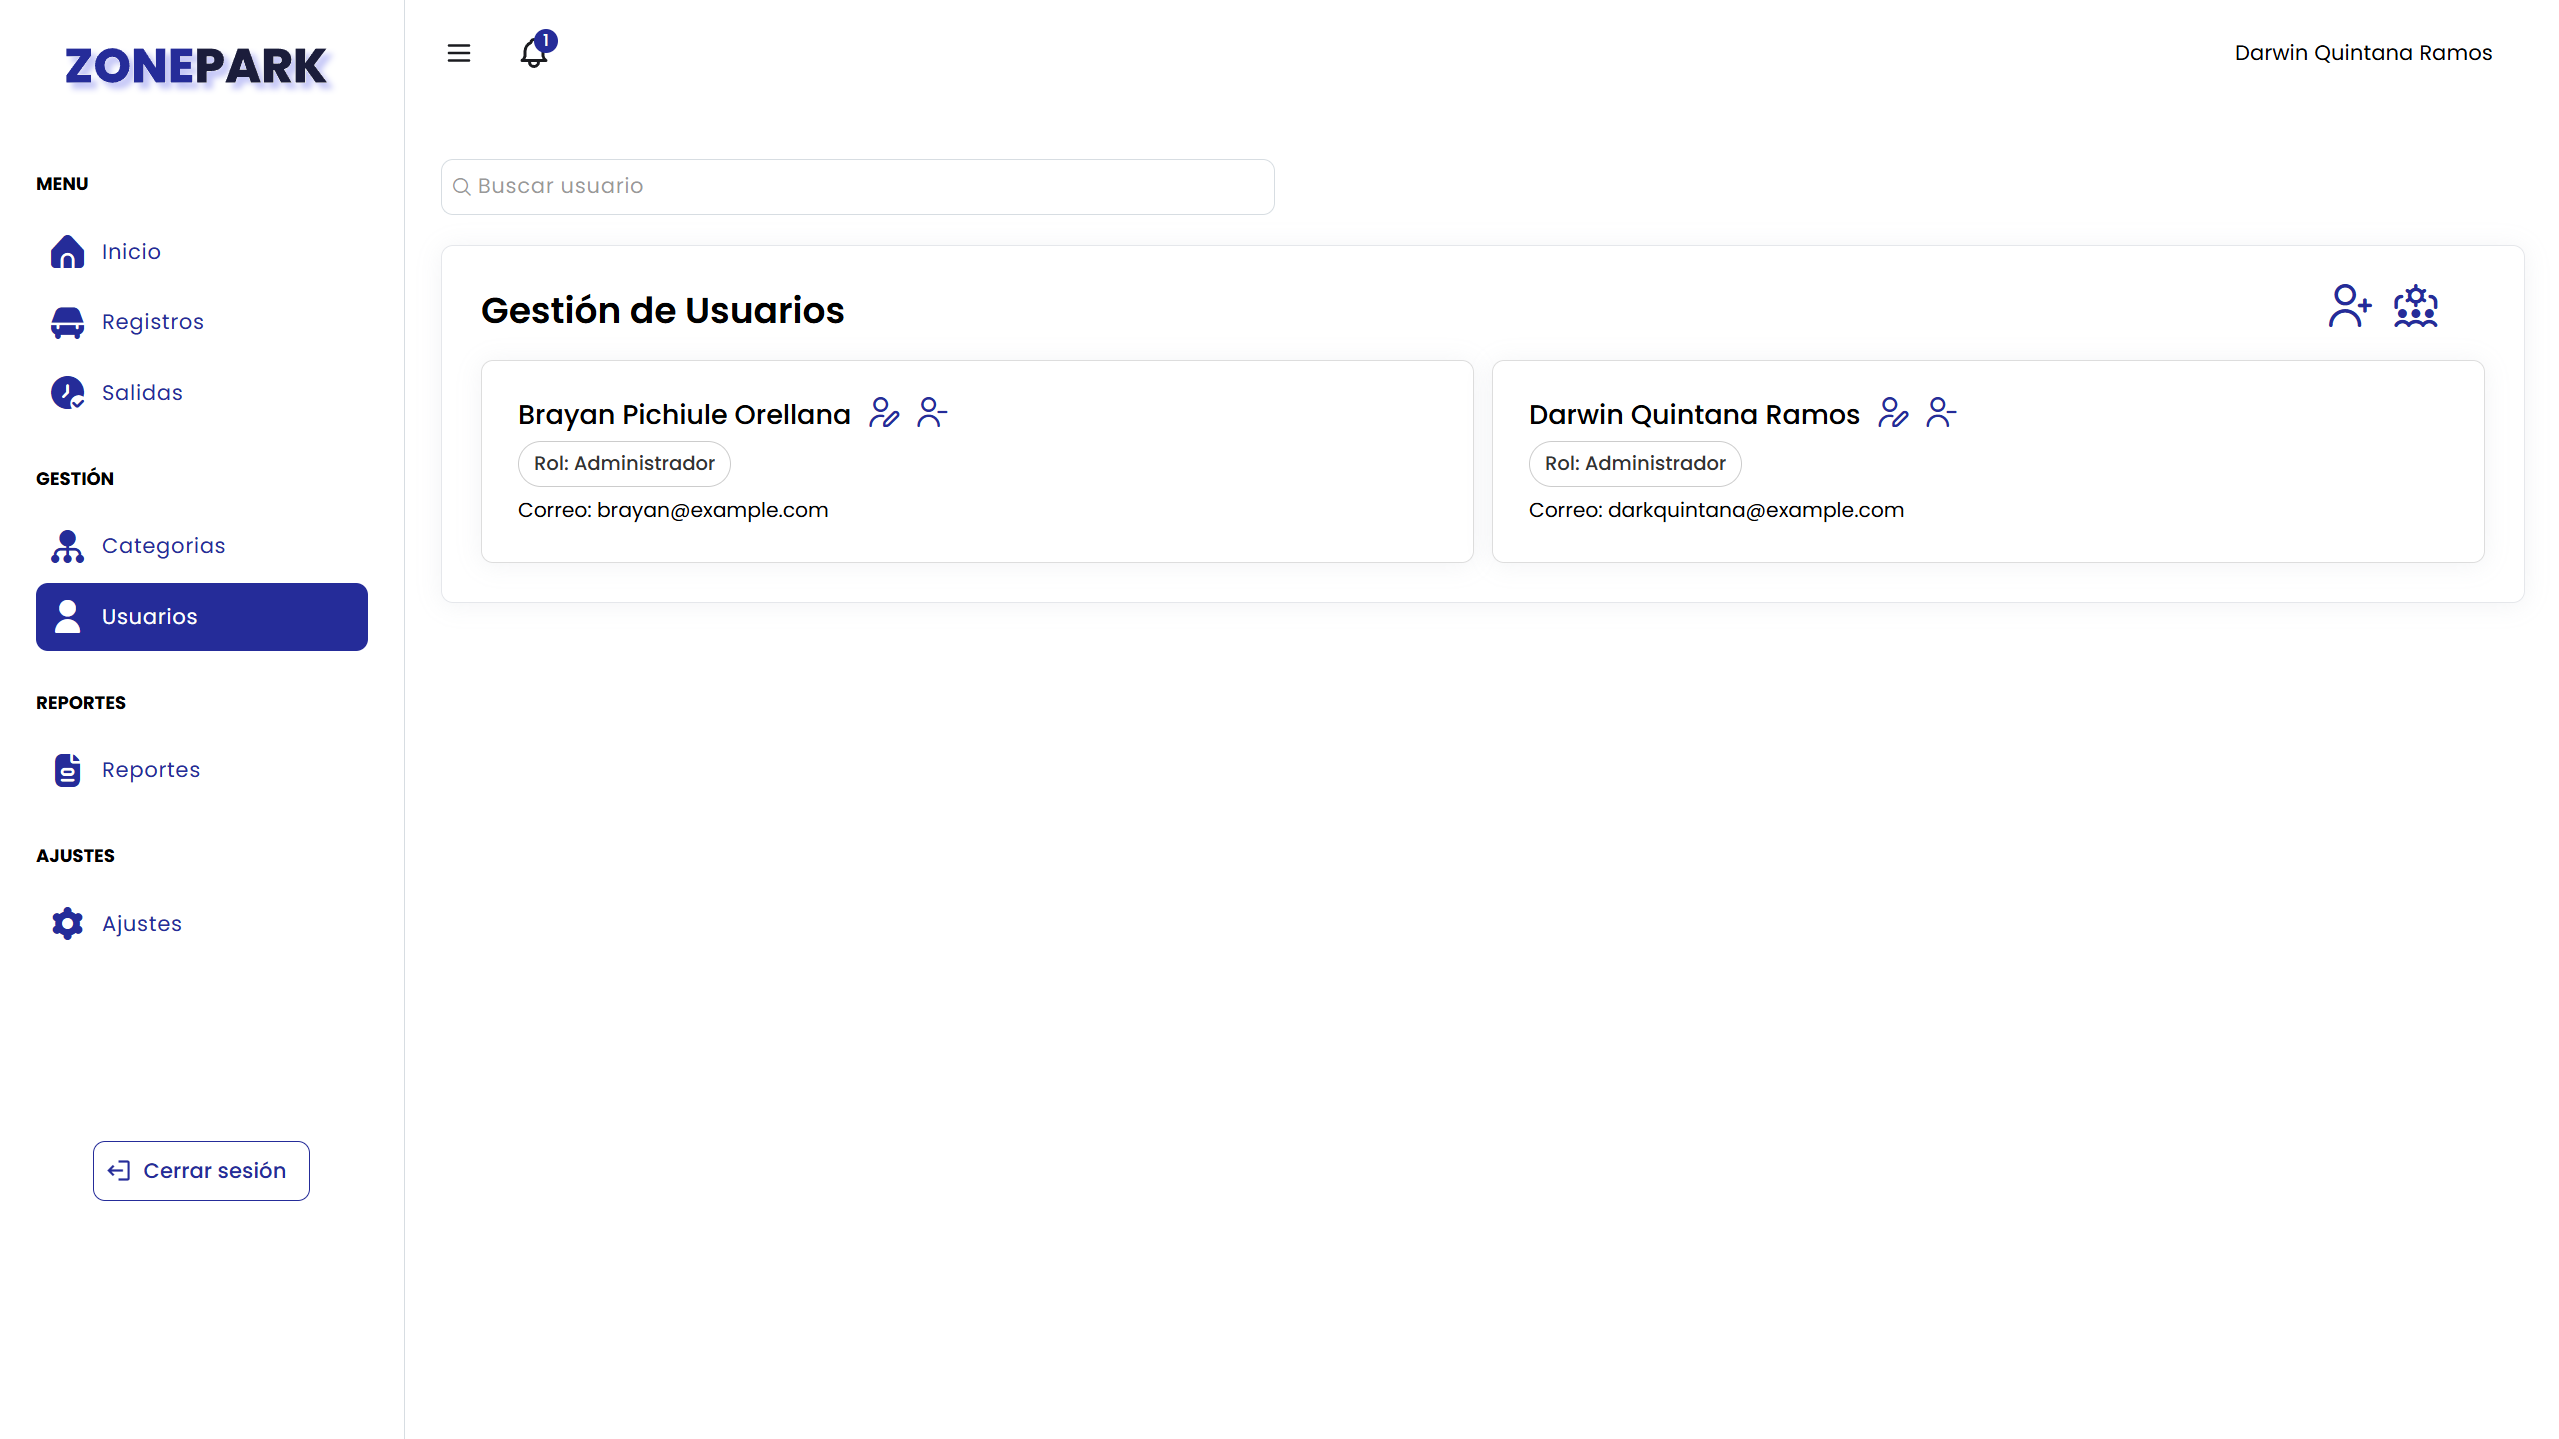 ZONEPARK
1
Darwin Quintana Ramos
MENU
Inicio
Registros
Salidas
GESTIÓN
Categorias
Usuarios
REPORTES
Reportes
AJUSTES
Ajustes
Cerrar sesión
Buscar usuario
Gestión de Usuarios
Brayan Pichiule Orellana
Rol: Administrador
Correo: brayan@example.com
Darwin Quintana Ramos
Rol: Administrador
Correo: darkquintana@example.com